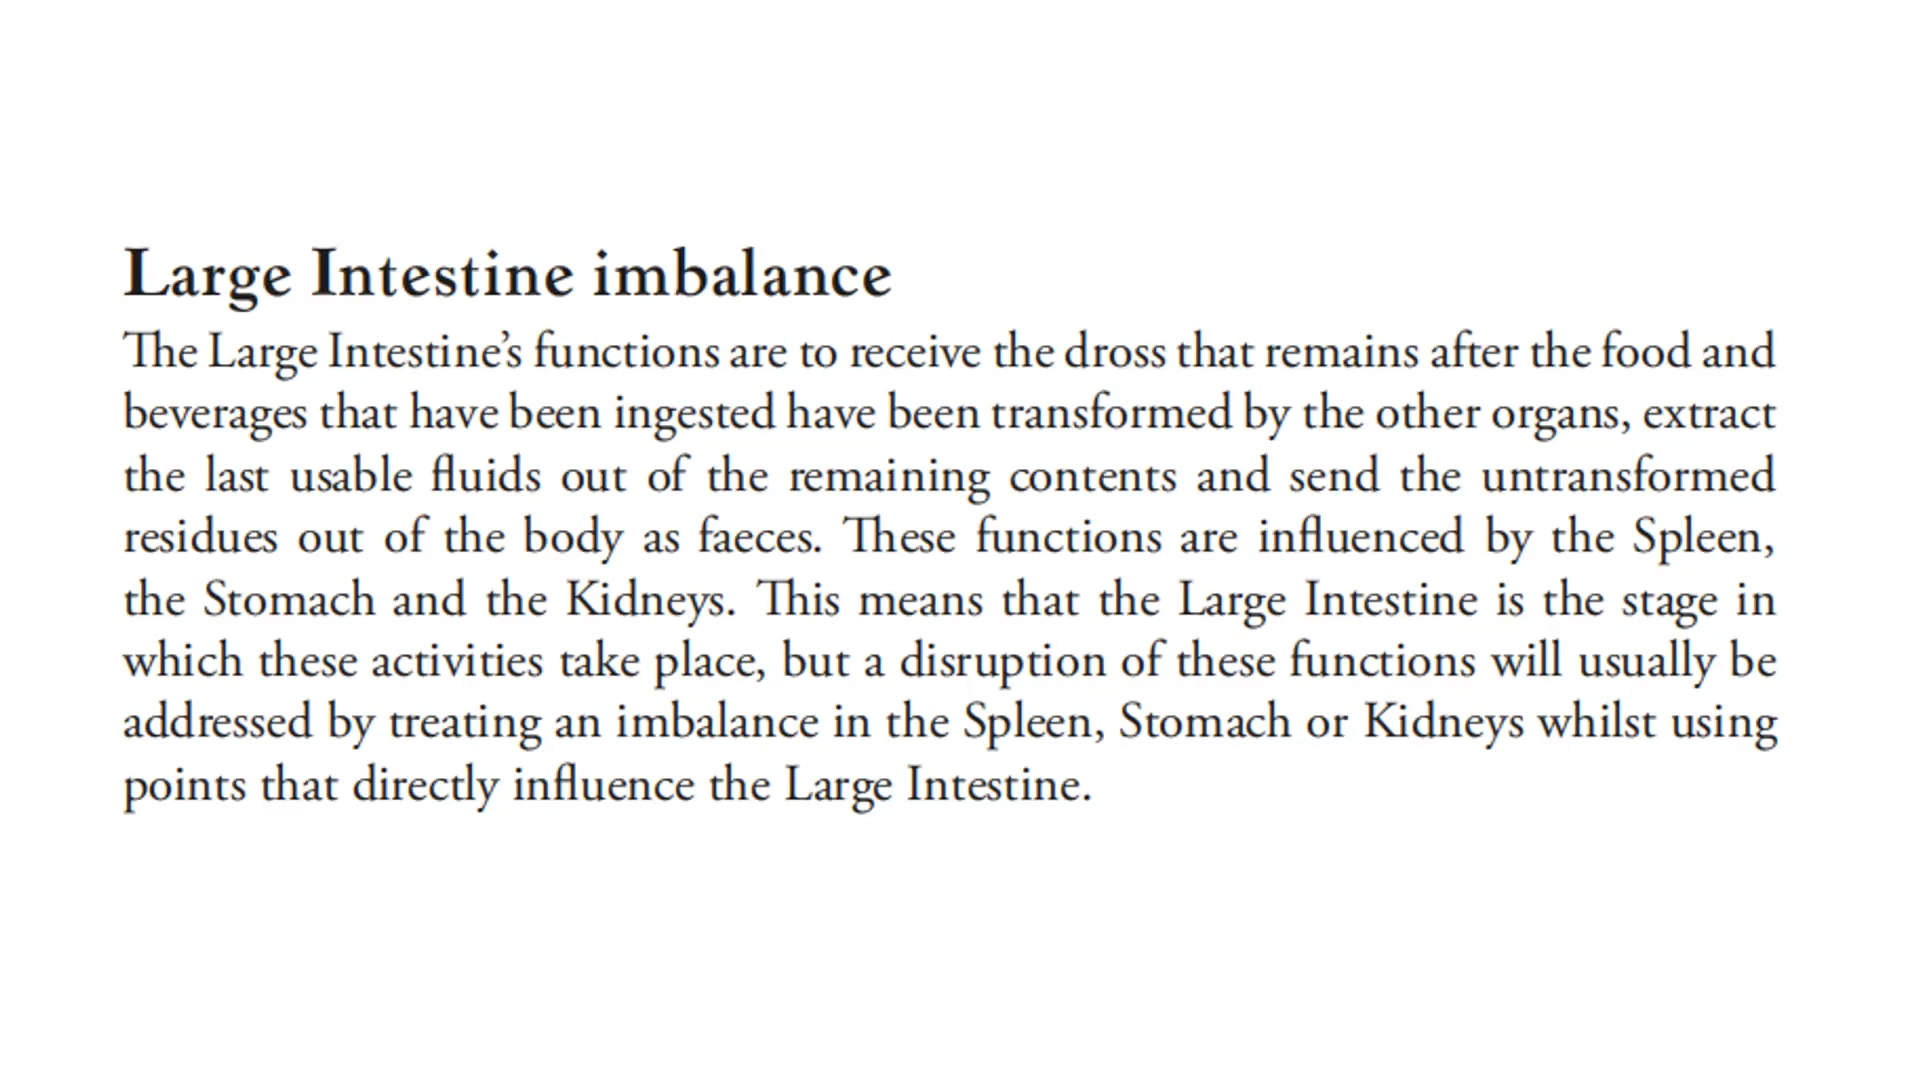 Large Intestine imbalance
The Large Intestine’s functions are to receive the dross that remains after the food and
beverages that have been ingested have been transformed by the other organs, extract
the last usable fluids out of the remaining contents and send the untransformed
residues out of the body as faeces. These functions are influenced by the Spleen,
the Stomach and the Kidneys. This means that the Large Intestine is the stage in
which these activities take place, but a disruption of these functions will usually be
addressed by treating an imbalance in the Spleen, Stomach or Kidneys whilst using
points that directly influence the Large Intestine.